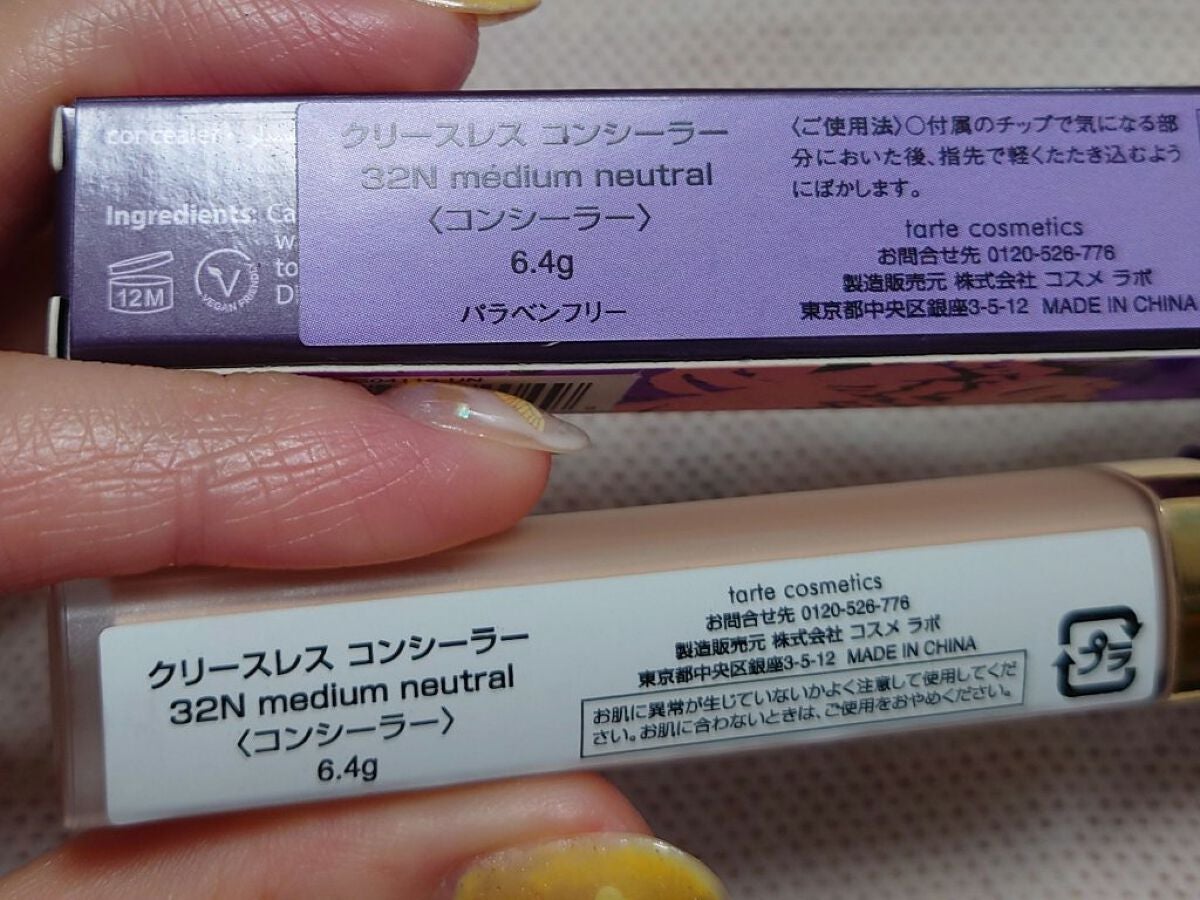 concealer •
Ingredients: Ca
w
to
12M
VEGAN FRIENDLY
クリースレス コンシーラー
32N medium neutral
〈コンシーラー〉
6.4g
パラベンフリー
〈ご使用法〉○付属のチップで気になる部
分においた後、指先で軽くたたき込むよう
にぼかします。
tarte cosmetics
お問合せ先 0120-526-776
製造販売元 株式会社 コスメ ラボ
東京都中央区銀座3-5-12 MADE IN CHINA
クリースレス コンシーラー
32N medium neutral
〈コンシーラー〉
6.4g
tarte cosmetics
お問合せ先 0120-526-776
製造販売元 株式会社 コスメ ラボ
東京都中央区銀座3-5-12 MADE IN CHINA
お肌に異常が生じていないかよく注意して使用してくだ
さい。お肌に合わないときは、ご使用をおやめください。
プラ